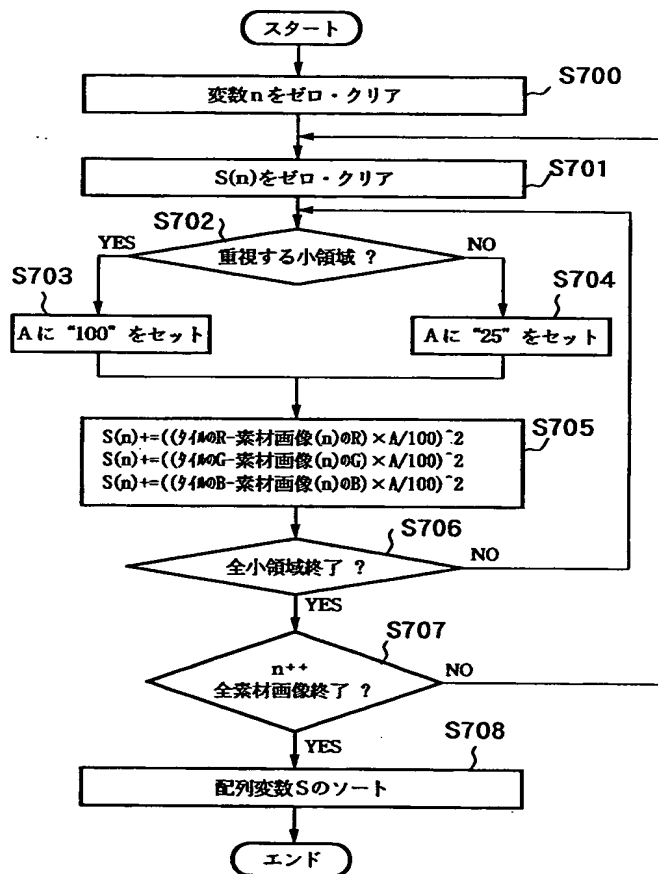 スタート
S700
変数nをゼロ・クリア
S701
S(n)をゼロ・クリア
S702
YES
重視する小領域 ?
NO
S703
Aに“100”をセット
S704
Aに“25”をセット
S705
S(n)+=((タイルのR-素材画像(n)のR)×A/100)^2
S(n)+=((タイルのG-素材画像(n)のG)×A/100)^2
S(n)+=((タイルのB-素材画像(n)のB)×A/100)^2
S706
全小領域終了 ?
NO
YES
S707
n++
全素材画像終了 ?
NO
YES
S708
配列変数Sのソート
エンド